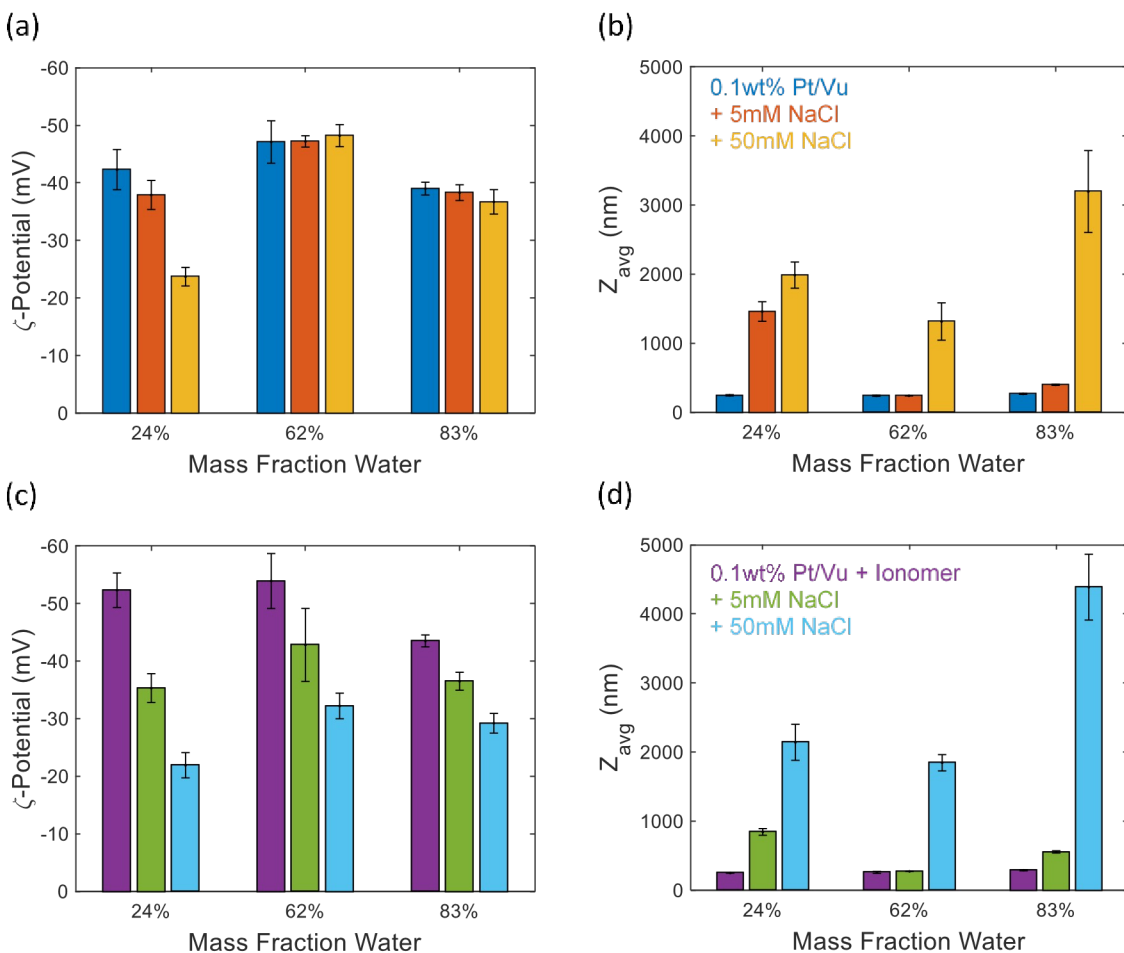 (a)
-60
-50
-40
-30
-20
-10
0
ζ-Potential (mV)
24% 62% 83%
Mass Fraction Water
(b)
5000
4000
3000
2000
1000
0
Zavg (nm)
0.1wt% Pt/Vu
+ 5mM NaCl
+ 50mM NaCl
24% 62% 83%
Mass Fraction Water
(c)
-60
-50
-40
-30
-20
-10
0
ζ-Potential (mV)
24% 62% 83%
Mass Fraction Water
(d)
5000
4000
3000
2000
1000
0
Zavg (nm)
0.1wt% Pt/Vu + Ionomer
+ 5mM NaCl
+ 50mM NaCl
24% 62% 83%
Mass Fraction Water